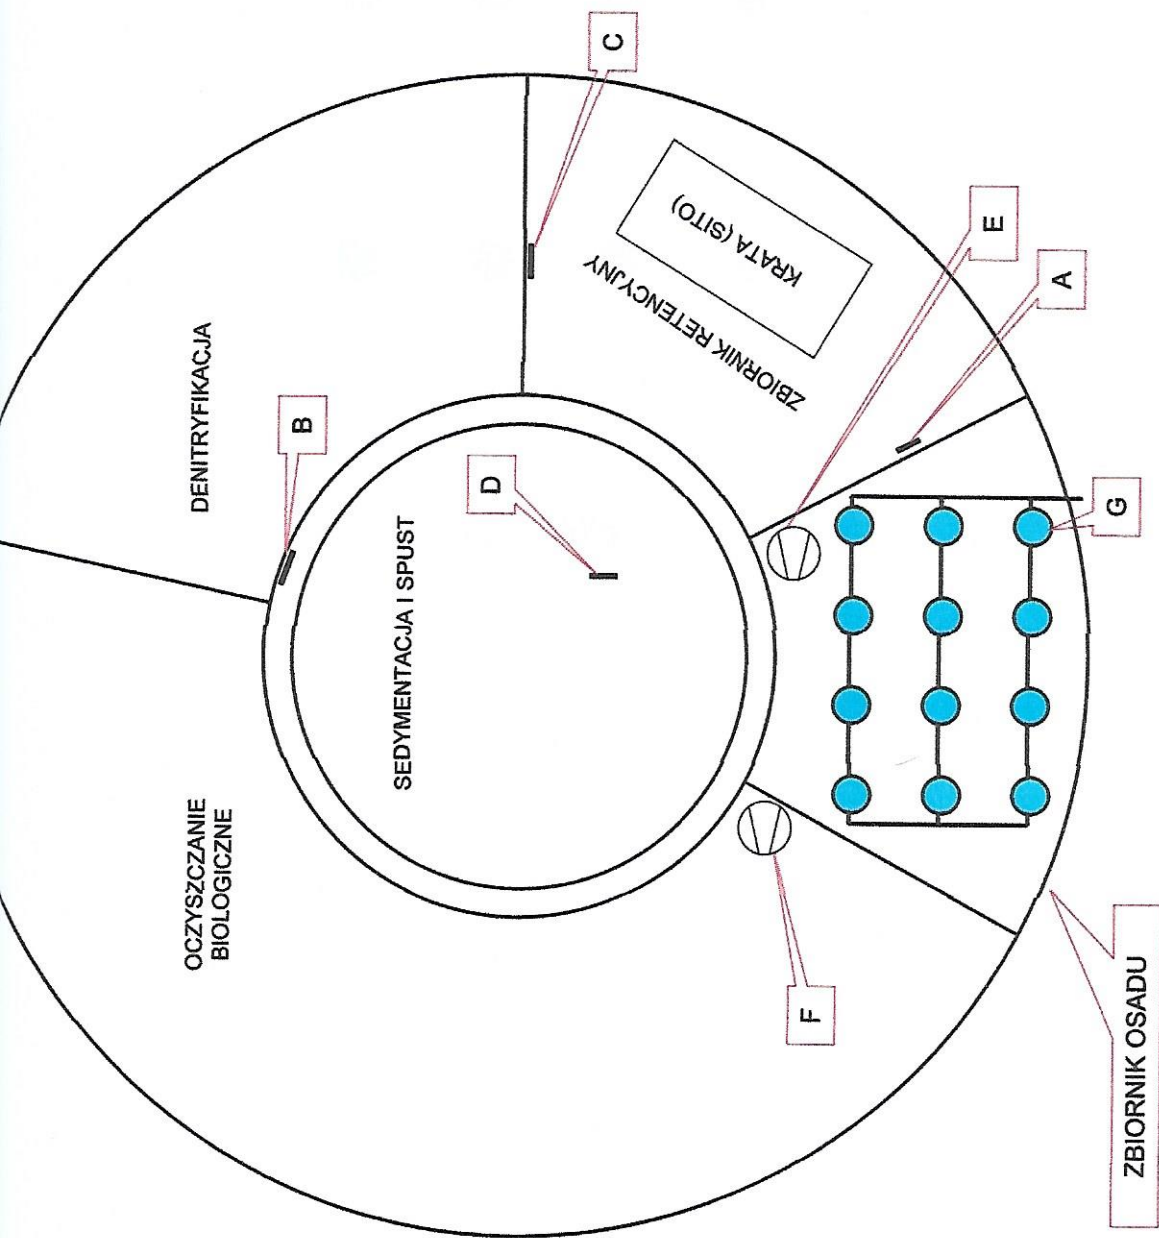 OCZYSZCZANIE
BIOLOGICZNE
DENITRYFIKACJA
B
SEDYMENTACJA I SPUST
D
C
KRATA (SITO)
ZBIORNIK RETENCYJNY
E
A
G
F
ZBIORNIK OSADU